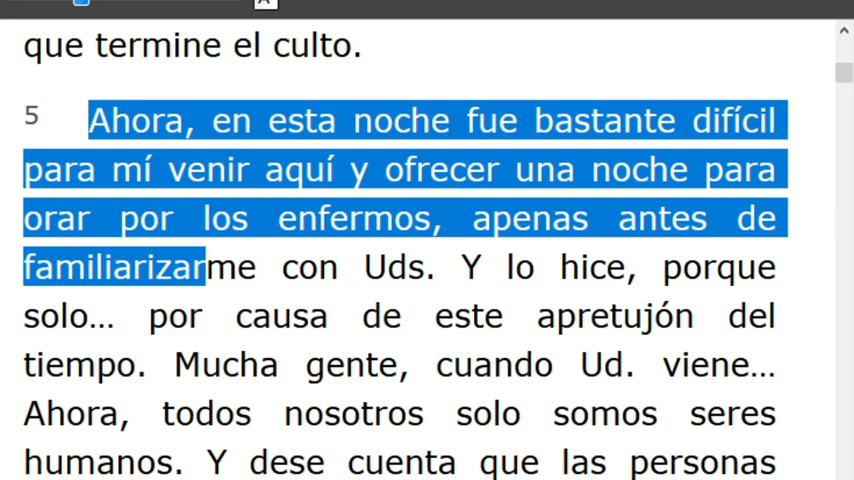 que termine el culto.
5 Ahora, en esta noche fue bastante difícil
para mí venir aquí y ofrecer una noche para
orar por los enfermos, apenas antes de
familiarizarme con Uds. Y lo hice, porque
solo... por causa de este apretujón del
tiempo. Mucha gente, cuando Ud. viene...
Ahora, todos nosotros solo somos seres
humanos. Y dese cuenta que las personas